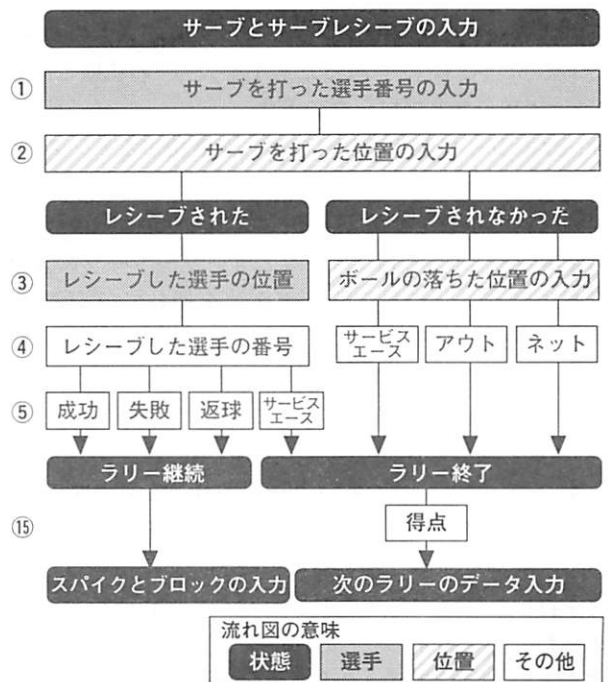 サーブとサーブレシーブの入力
① サーブを打った選手番号の入力
② サーブを打った位置の入力
レシーブされた レシーブされなかった
③ レシーブした選手の位置 ボールの落ちた位置の入力
④ レシーブした選手の番号 サービスエース アウト ネット
⑤ 成功 失敗 返球 サービスエース
ラリー継続 ラリー終了
⑮ 得点
スパイクとブロックの入力 次のラリーのデータ入力
流れ図の意味
状態 選手 位置 その他